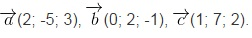 a⃗(2; -5; 3), b⃗(0; 2; -1), c⃗(1; 7; 2).